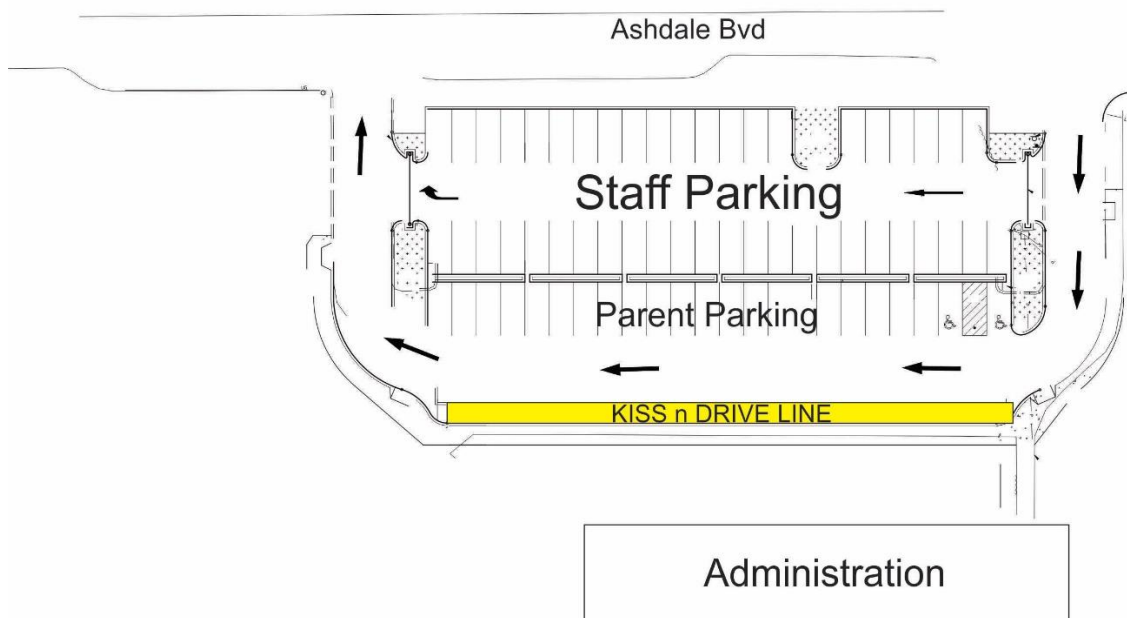 Ashdale Bvd
Staff Parking
Parent Parking
KISS n DRIVE LINE
Administration